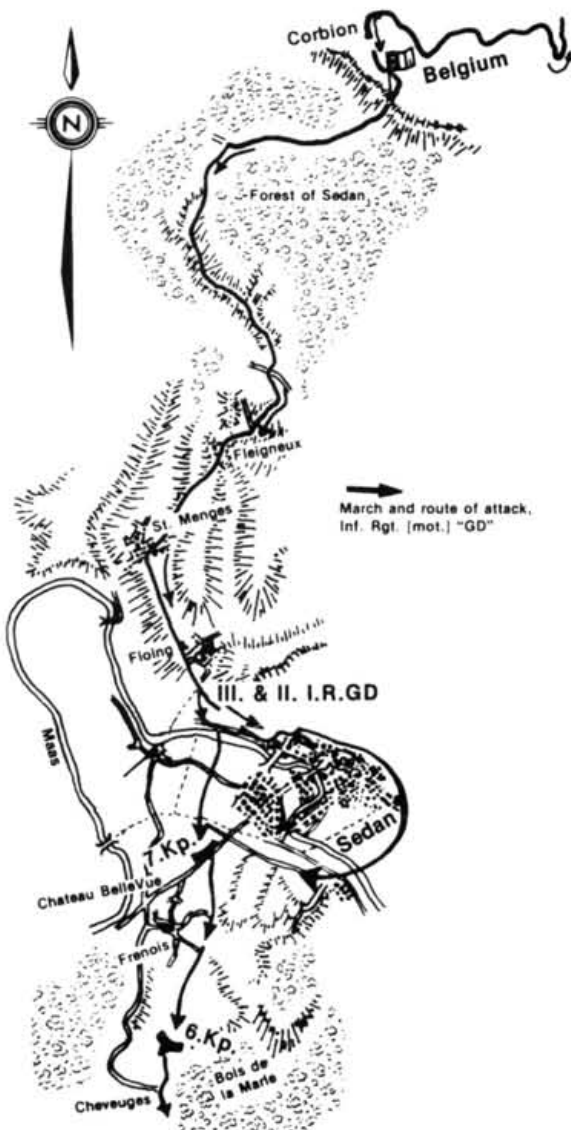 Corbion
Belgium
N
Forest of Sedan
Fleigneux
March and route of attack,
Inf. Rgt. [mot.] "GD"
St. Menges
Floing
III. & II. I.R.GD
Maas
Sedan
7.Kp.
Chateau BelleVue
Frenois
6.Kp.
Bois de
la Marle
Cheveuges